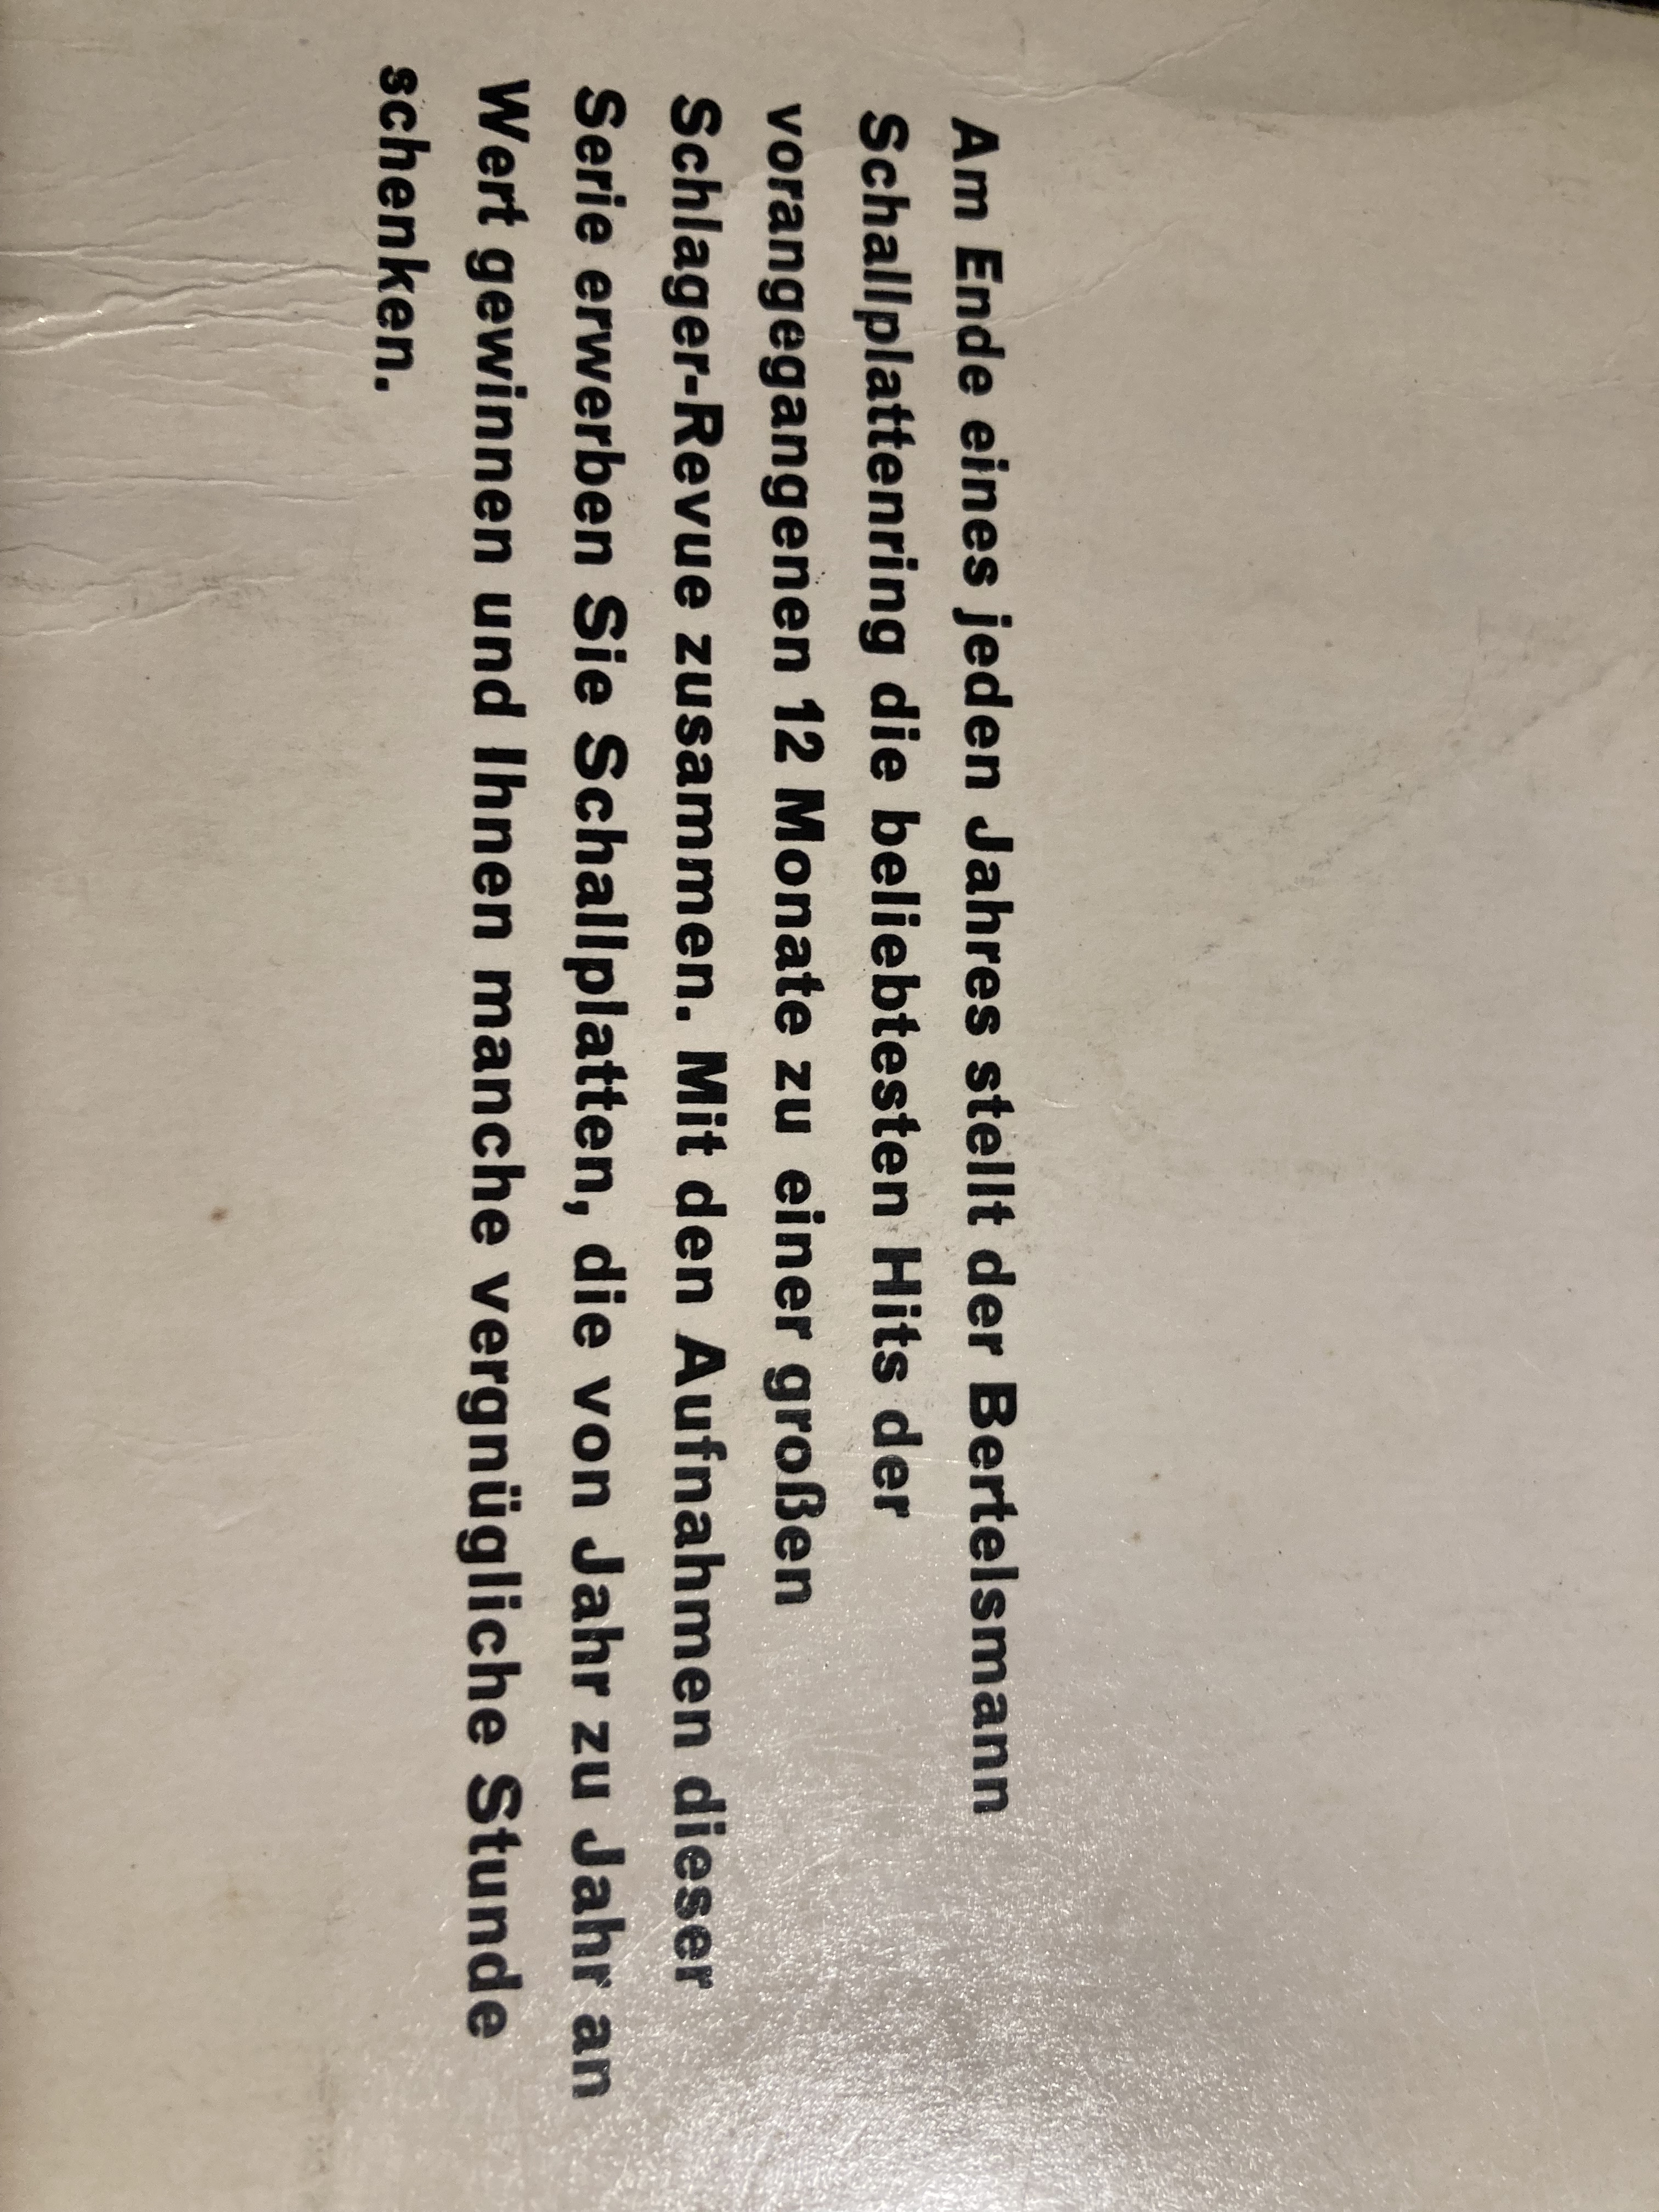 Am Ende eines jeden Jahres stellt der Bertelsmann
Schallplattenring die beliebtesten Hits der
vorangegangenen 12 Monate zu einer großen
Schlager-Revue zusammen. Mit den Aufnahmen dieser
Serie erwerben Sie Schallplatten, die von Jahr zu Jahr an
Wert gewinnen und Ihnen manche vergnügliche Stunde
schenken.